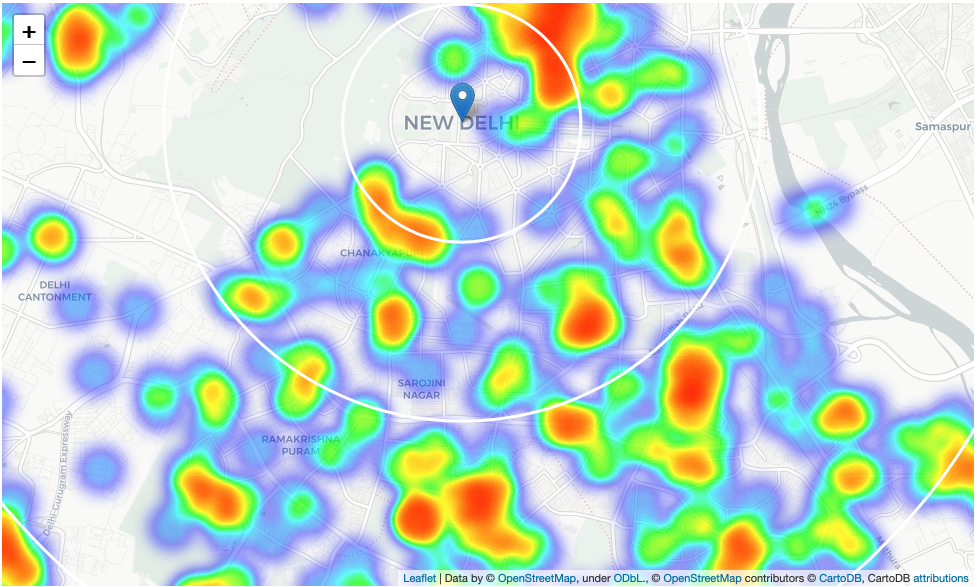 +
−
NEW DELHI
Samaspur
NH24 Bypass
CHANAKYAPURI
DELHI
CANTONMENT
SAROJINI
NAGAR
RAMAKRISHNA
PURAM
Delhi-Gurugram Expressway
Leaflet | Data by © OpenStreetMap, under ODbL., © OpenStreetMap contributors © CartoDB, CartoDB attributions